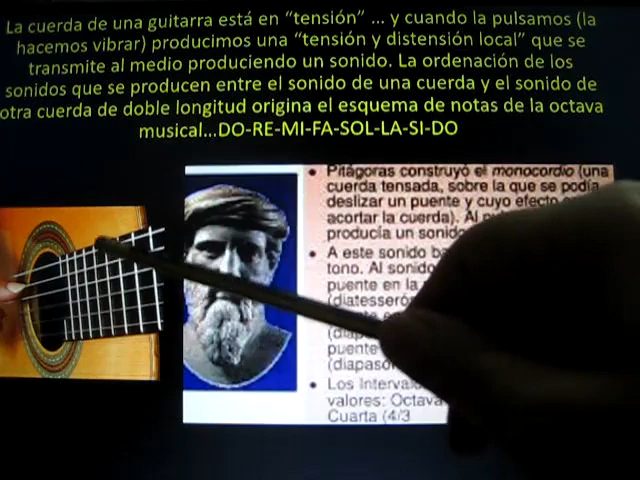 La cuerda de una guitarra está en “tensión” ... y cuando la pulsamos (la
hacemos vibrar) producimos una “tensión y distensión local” que se
transmite al medio produciendo un sonido. La ordenación de los
sonidos que se producen entre el sonido de una cuerda y el sonido de
otra cuerda de doble longitud origina el esquema de notas de la octava
musical...DO-RE-MI-FA-SOL-LA-SI-DO
• Pitágoras construyó el monocordio (una
cuerda tensada, sobre la que se podía
deslizar un puente y cuyo efecto
acortar la cuerda). Al
producía un sonido
• A este sonido
tono. Al sonido
puente en la
(diatesseró
puente
(diapasó
• Los Interval
valores: Octava
Cuarta (4/3